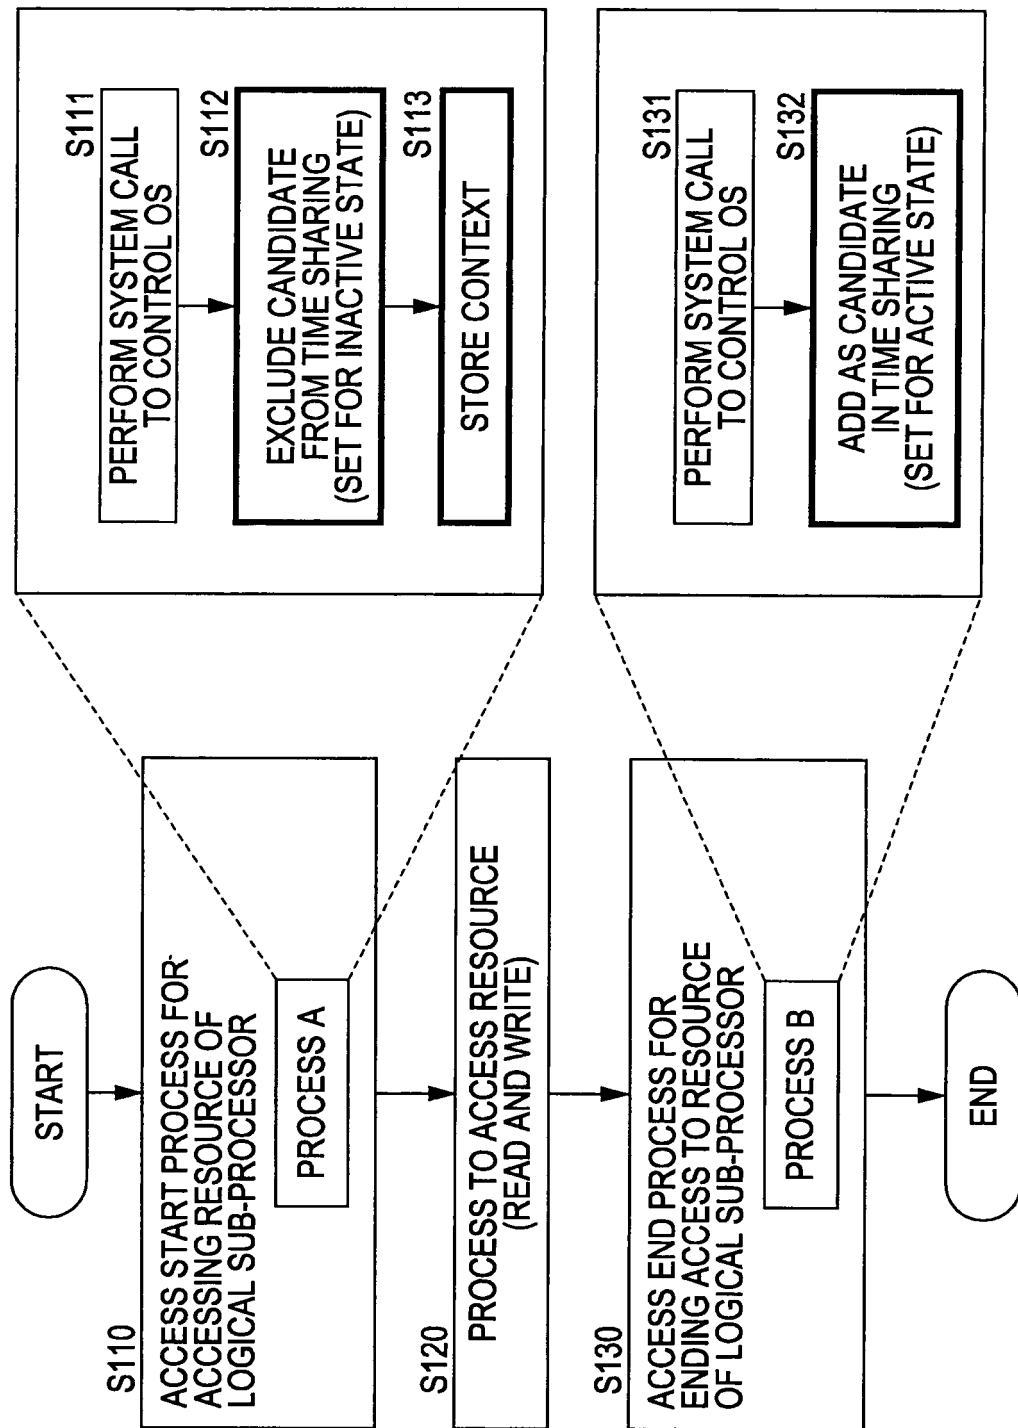 START
S110
ACCESS START PROCESS FOR-
ACCESSING RESOURCE OF
LOGICAL SUB-PROCESSOR
PROCESS A
S120
PROCESS TO ACCESS RESOURCE
(READ AND WRITE)
S130
ACCESS END PROCESS FOR
ENDING ACCESS TO RESOURCE
OF LOGICAL SUB-PROCESSOR
PROCESS B
END
S111
PERFORM SYSTEM CALL
TO CONTROL OS
S112
EXCLUDE CANDIDATE
FROM TIME SHARING
(SET FOR INACTIVE STATE)
S113
STORE CONTEXT
S131
PERFORM SYSTEM CALL
TO CONTROL OS
S132
ADD AS CANDIDATE
IN TIME SHARING
(SET FOR ACTIVE STATE)